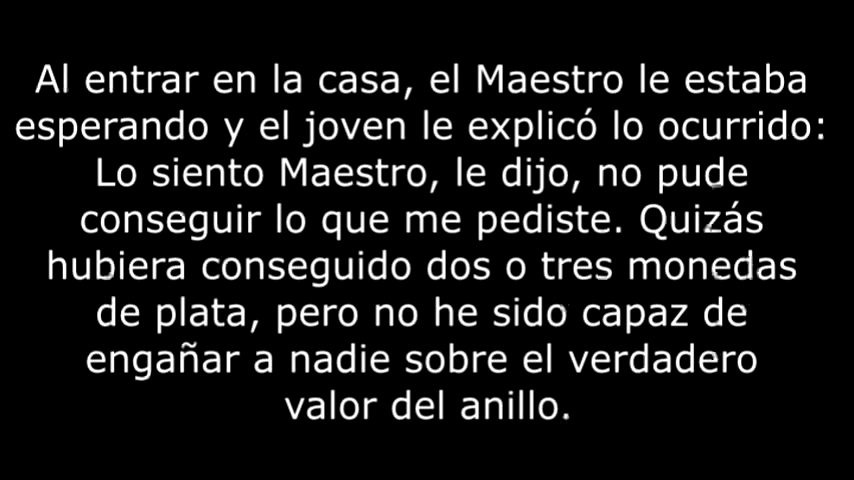 Al entrar en la casa, el Maestro le estaba
esperando y el joven le explicó lo ocurrido:
Lo siento Maestro, le dijo, no pude
conseguir lo que me pediste. Quizás
hubiera conseguido dos o tres monedas
de plata, pero no he sido capaz de
engañar a nadie sobre el verdadero
valor del anillo.